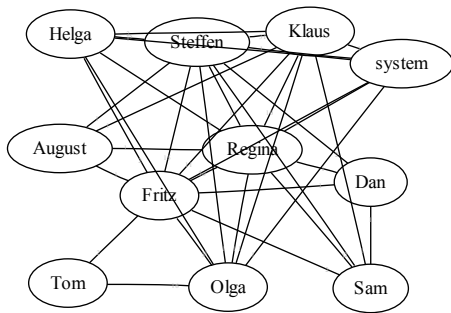 Helga
Steffen
Klaus
system
August
Regina
Dan
Fritz
Tom
Olga
Sam